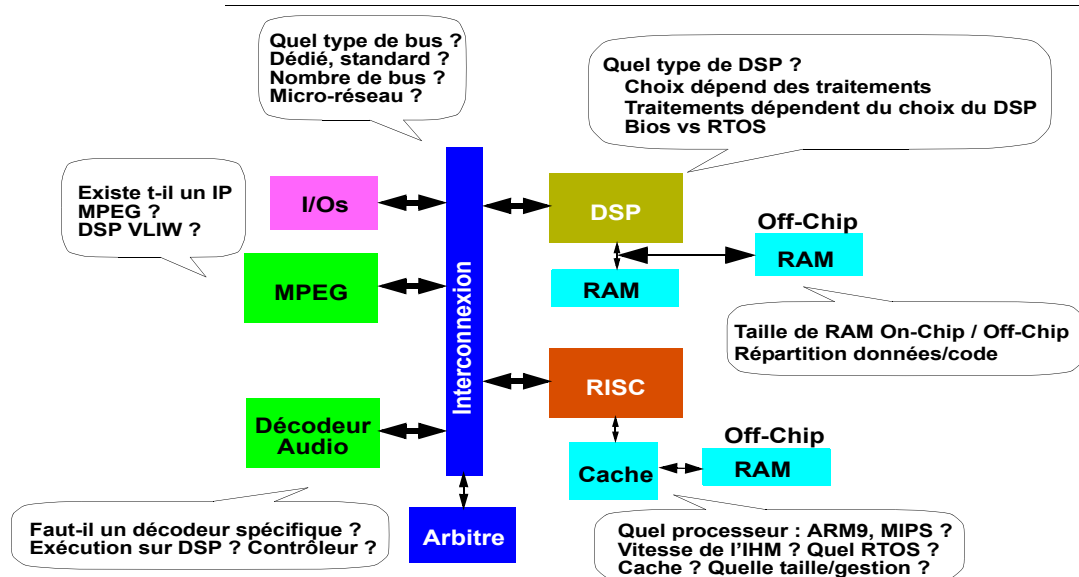 Quel type de bus ?
Dédié, standard ?
Nombre de bus ?
Micro-réseau ?
Quel type de DSP ?
Choix dépend des traitements
Traitements dépendent du choix du DSP
Bios vs RTOS
Existe t-il un IP
MPEG ?
DSP VLIW ?
I/Os
DSP
Off-Chip
RAM
RAM
MPEG
Interconnexion
Taille de RAM On-Chip / Off-Chip
Répartition données/code
RISC
Décodeur
Audio
Off-Chip
Cache
RAM
Arbitre
Faut-il un décodeur spécifique ?
Exécution sur DSP ? Contrôleur ?
Quel processeur : ARM9, MIPS ?
Vitesse de l'IHM ? Quel RTOS ?
Cache ? Quelle taille/gestion ?